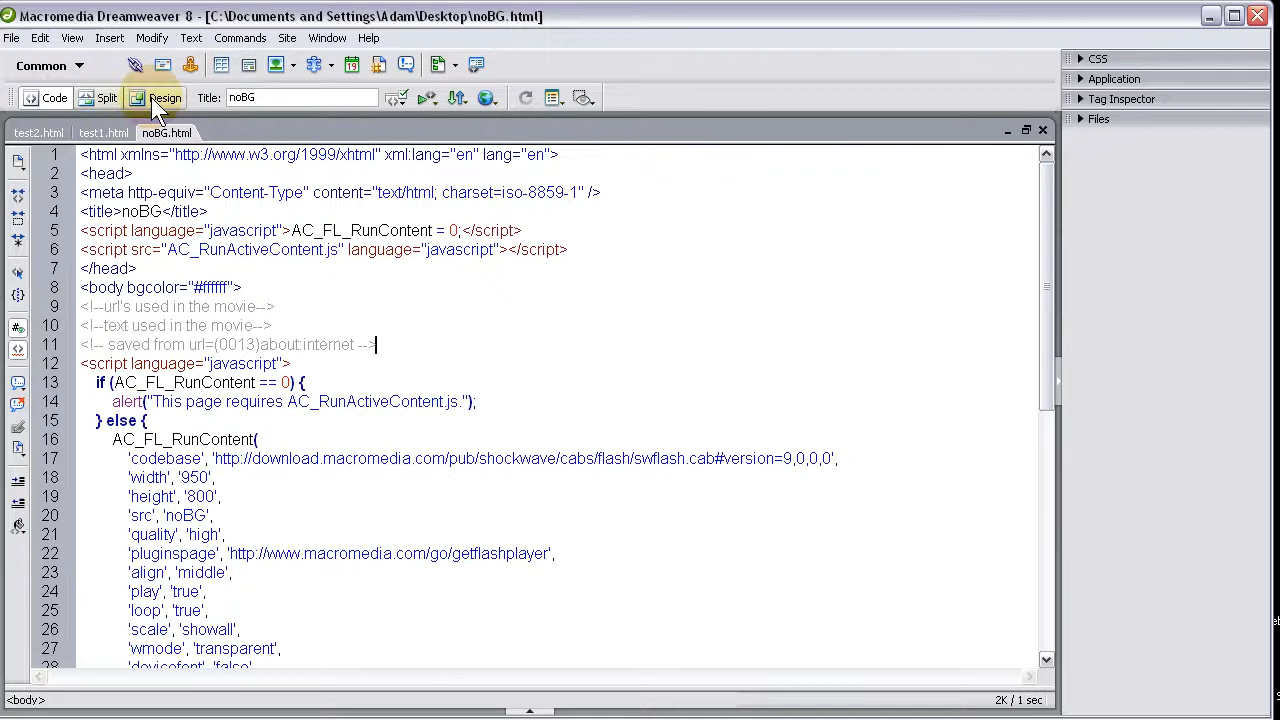 Macromedia Dreamweaver 8 - [C:\Documents and Settings\Adam\Desktop\noBG.html]
File Edit View Insert Modify Text Commands Site Window Help
Common
Code Split Design Title: noBG
test2.html test1.html noBG.html
1 <html xmlns="http://www.w3.org/1999/xhtml" xml:lang="en" lang="en">
2 <head>
3 <meta http-equiv="Content-Type" content="text/html; charset=iso-8859-1" />
4 <title>noBG</title>
5 <script language="javascript">AC_FL_RunContent = 0;</script>
6 <script src="AC_RunActiveContent.js" language="javascript"></script>
7 </head>
8 <body bgcolor="#ffffff">
9 <!--url's used in the movie-->
10 <!--text used in the movie-->
11 <!-- saved from url=(0013)about:internet -->
12 <script language="javascript">
13 if (AC_FL_RunContent == 0) {
14 alert("This page requires AC_RunActiveContent.js.");
15 } else {
16 AC_FL_RunContent(
17 'codebase', 'http://download.macromedia.com/pub/shockwave/cabs/flash/swflash.cab#version=9,0,0,0',
18 'width', '950',
19 'height', '800',
20 'src', 'noBG',
21 'quality', 'high',
22 'pluginspage', 'http://www.macromedia.com/go/getflashplayer',
23 'align', 'middle',
24 'play', 'true',
25 'loop', 'true',
26 'scale', 'showall',
27 'wmode', 'transparent',
28 'devicefont', 'false',
<body> 2K / 1 sec
CSS
Application
Tag Inspector
Files